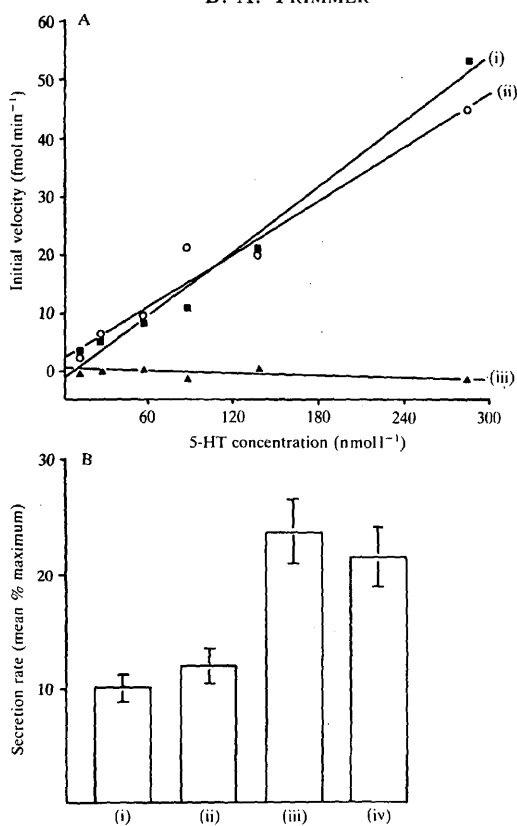 B. A. TRIMMER
A
60
50
40
30
20
10
0
Initial velocity (fmol min⁻¹)
(i)
(ii)
(iii)
60
120
180
240
300
5-HT concentration (nmol l⁻¹)
B
30
20
10
Secretion rate (mean % maximum)
(i)
(ii)
(iii)
(iv)